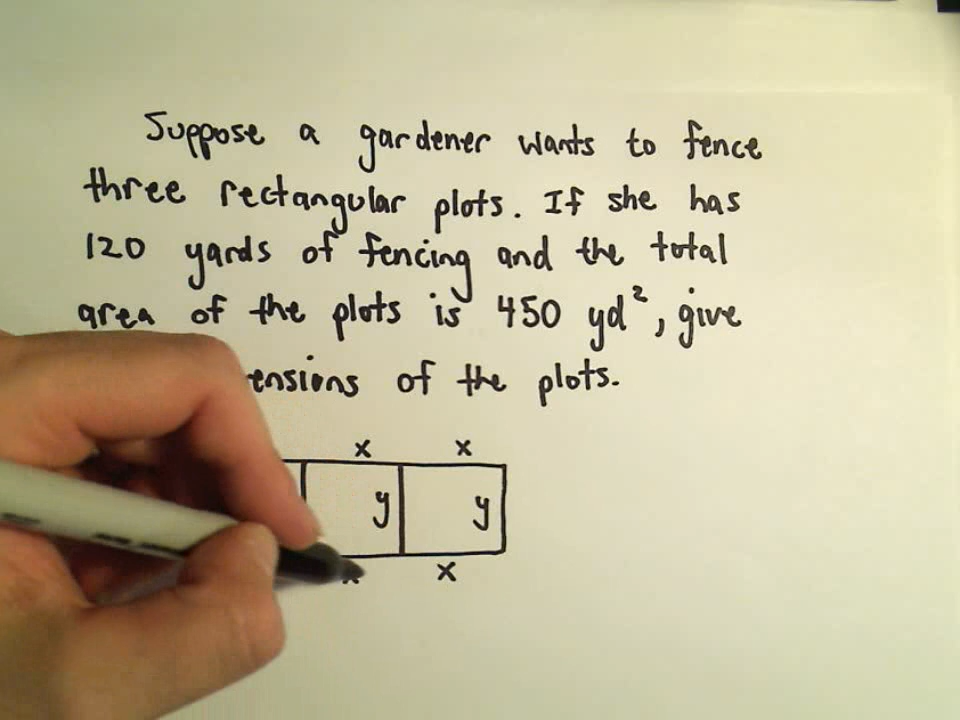 Suppose a gardener wants to fence
three rectangular plots. If she has
120 yards of fencing and the total
area of the plots is 450 yd², give
ensions of the plots.
x x
y y
x x